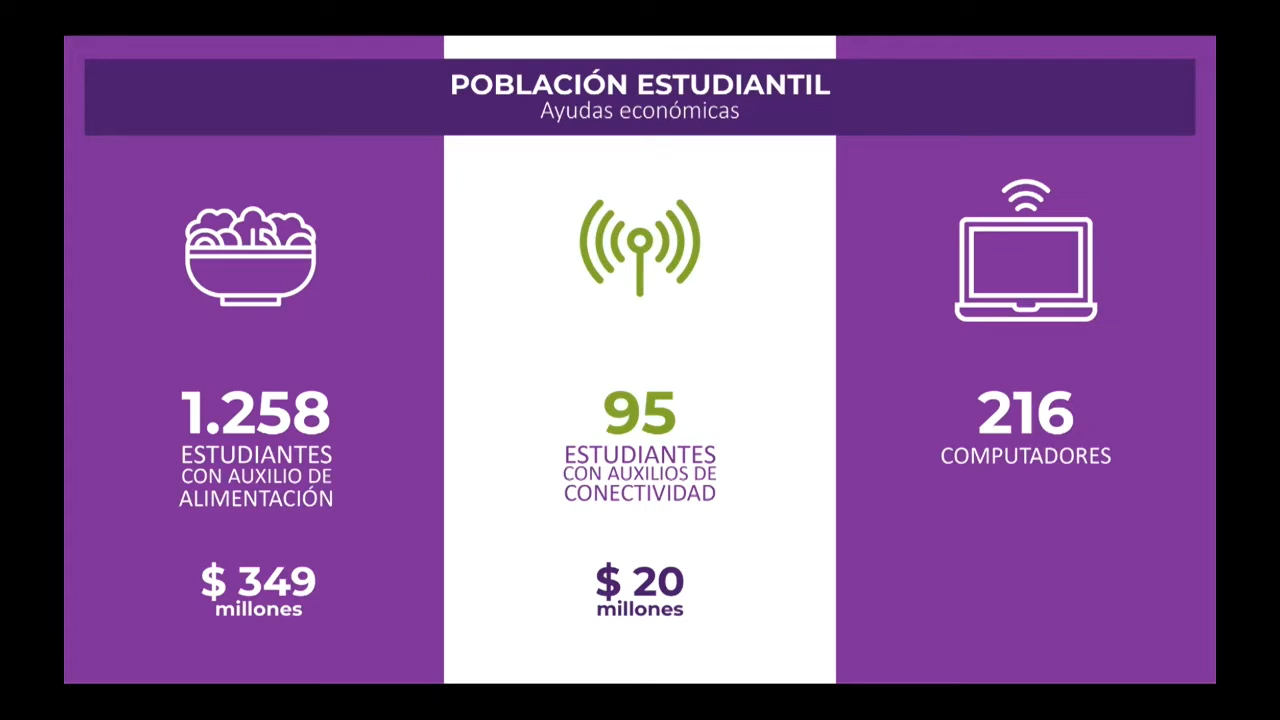 POBLACIÓN ESTUDIANTIL
Ayudas económicas
1.258
ESTUDIANTES
CON AUXILIO DE
ALIMENTACIÓN
$ 349
millones
95
ESTUDIANTES
CON AUXILIOS DE
CONECTIVIDAD
$ 20
millones
216
COMPUTADORES